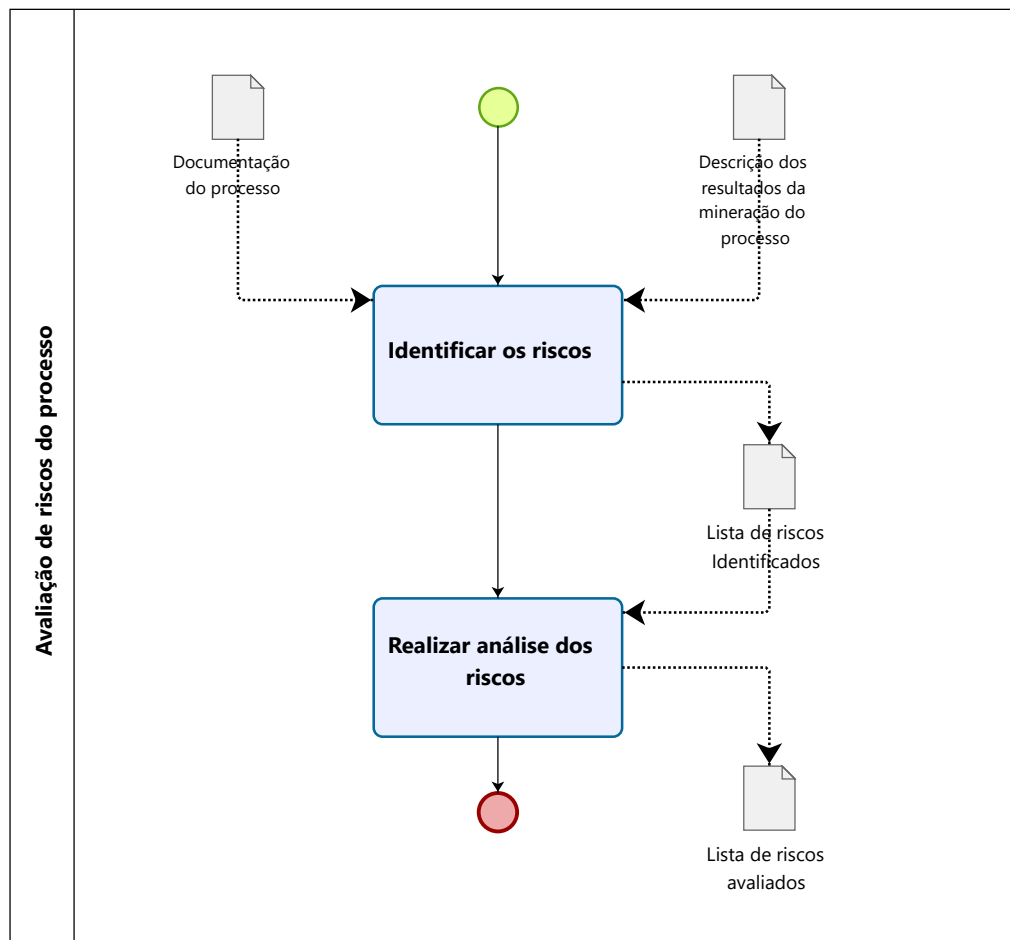 Avaliação de riscos do processo
Documentação
do processo
Descrição dos
resultados da
mineração do
processo
Identificar os riscos
Lista de riscos
Identificados
Realizar análise dos
riscos
Lista de riscos
avaliados